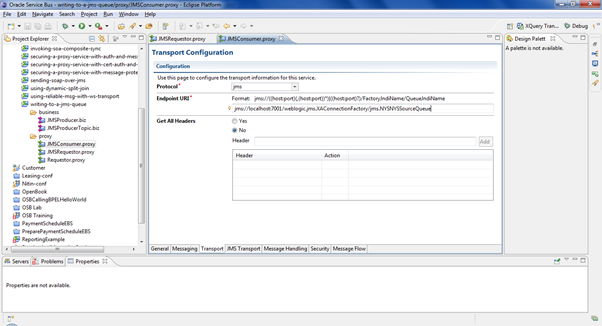 Oracle Service Bus - writing-to-a-jms-queue/proxy/JMSConsumer.proxy - Eclipse Platform
File Edit Navigate Search Project Run Window Help
XQuery Tran... Debug
Project Explorer
JMSRequestor.proxy JMSConsumer.proxy
Design Palett
A palette is not available.
invoking-soa-composite-sync
securing-a-proxy-service-with-auth-and-mes
securing-a-proxy-service-with-cert-auth-and
securing-a-proxy-service-with-message-prote
sending-soap-over-jms
using-dynamic-split-join
using-reliable-msg-with-ws-transport
writing-to-a-jms-queue
business
JMSProducer.biz
JMSProducerTopic.biz
proxy
JMSConsumer.proxy
JMSRequestor.proxy
Requestor.proxy
Customer
Leasing-conf
Nitin-conf
OpenBook
OSBCallingBPELHelloWorld
OSB Lab
OSB Training
PaymentScheduleEBS
PreparePaymentScheduleEBS
ReportingExample
Transport Configuration
Configuration
Use this page to configure the transport information for this service.
Protocol * jms
Endpoint URI * Format: jms://{(host:port)(,(host:port))*}|((host:port)?)/Factory.JndiName/QueueJndiName
jms://localhost:7001/weblogic.jms.XAConnectionFactory/jms.NYSNYSSourceQueue
Get All Headers Yes
No
Header Add
Header Action
General Messaging Transport JMS Transport Message Handling Security Message Flow
Servers Problems Properties
Properties are not available.